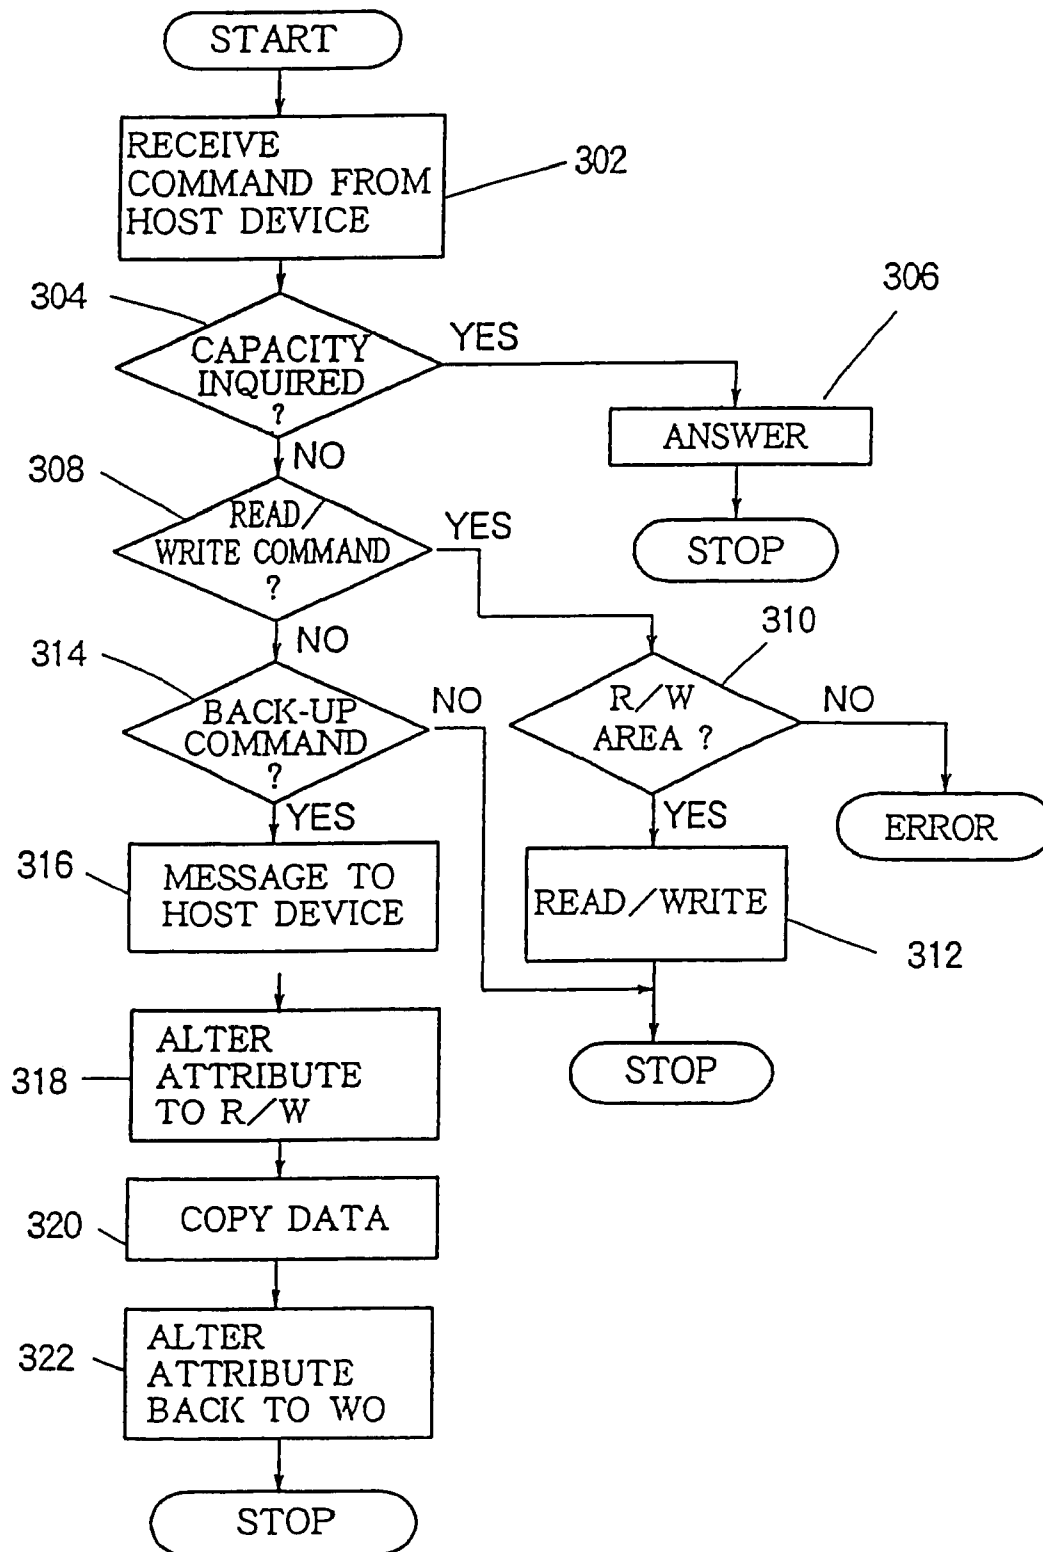 START
RECEIVE
COMMAND FROM
HOST DEVICE
302
304
CAPACITY
INQUIRED
?
YES
306
ANSWER
STOP
NO
308
READ/
WRITE COMMAND
?
YES
NO
310
R/W
AREA ?
NO
ERROR
YES
READ/WRITE
312
STOP
314
BACK-UP
COMMAND
?
NO
YES
316
MESSAGE TO
HOST DEVICE
318
ALTER
ATTRIBUTE
TO R/W
320
COPY DATA
322
ALTER
ATTRIBUTE
BACK TO WO
STOP